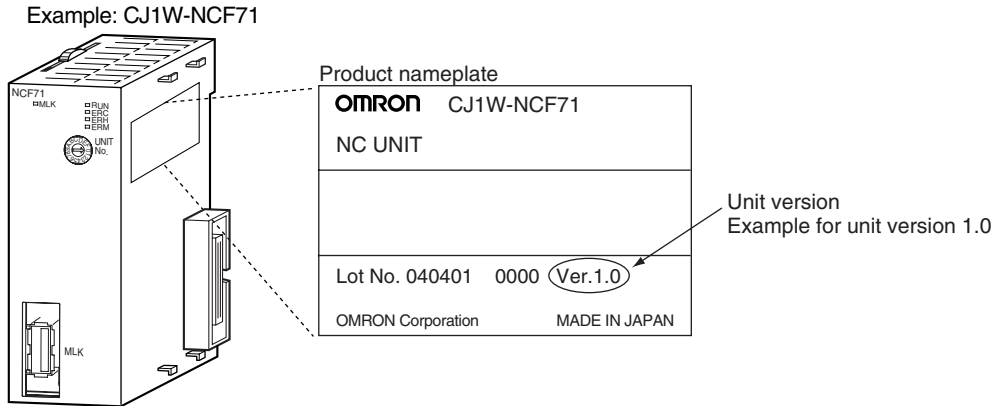 Example: CJ1W-NCF71
NCF71
MLK
RUN
ERC
ERH
ERM
UNIT
No.
MLK
Product nameplate
OMRON CJ1W-NCF71
NC UNIT
Lot No. 040401 0000 Ver.1.0
OMRON Corporation MADE IN JAPAN
Unit version
Example for unit version 1.0